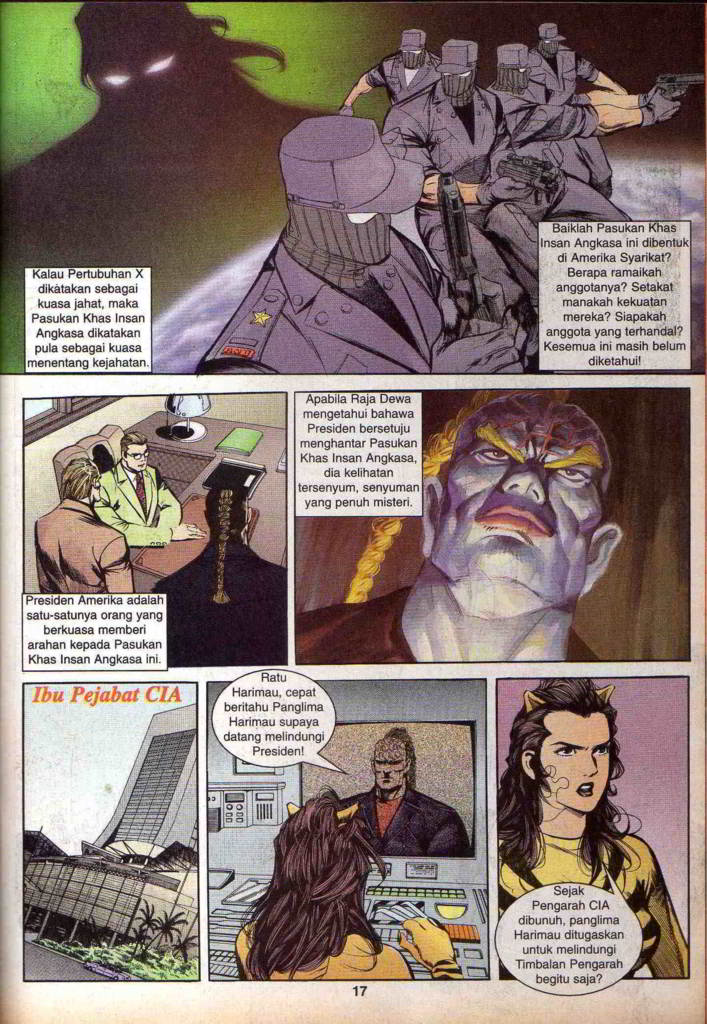 Kalau Pertubuhan X
dikatakan sebagai
kuasa jahat, maka
Pasukan Khas Insan
Angkasa dikatakan
pula sebagai kuasa
menentang kejahatan.
Baiklah Pasukan Khas
Insan Angkasa ini dibentuk
di Amerika Syarikat?
Berapa ramaikah
anggotanya? Setakat
manakah kekuatan
mereka? Siapakah
anggota yang terhandal?
Kesemua ini masih belum
diketahui!
Presiden Amerika adalah
satu-satunya orang yang
berkuasa memberi
arahan kepada Pasukan
Khas Insan Angkasa ini.
Apabila Raja Dewa
mengetahui bahawa
Presiden bersetuju
menghantar Pasukan
Khas Insan Angkasa,
dia kelihatan
tersenyum, senyuman
yang penuh misteri.
Ibu Pejabat CIA
Ratu
Harimau, cepat
beritahu Panglima
Harimau supaya
datang melindungi
Presiden!
Sejak
Pengarah CIA
dibunuh, panglima
Harimau ditugaskan
untuk melindungi
Timbalan Pengarah
begitu saja?
17